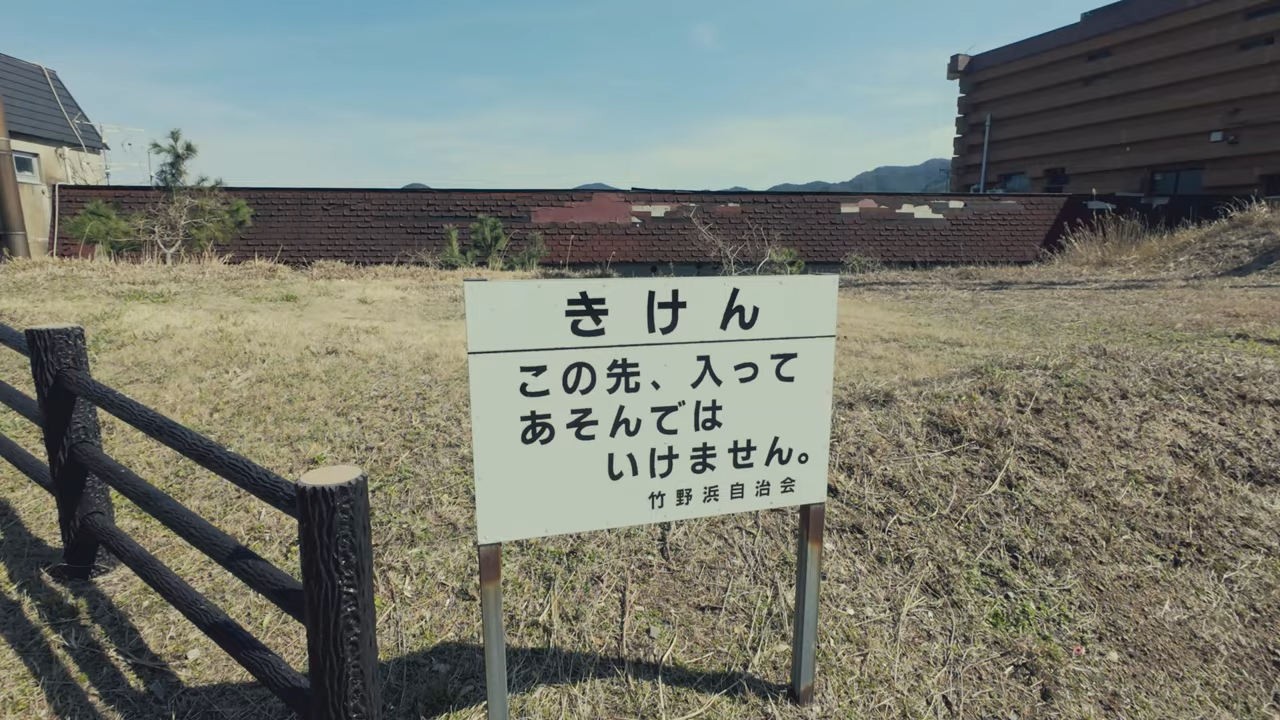 きけん
この先、入って
あそんでは
いけません。
竹野浜自治会